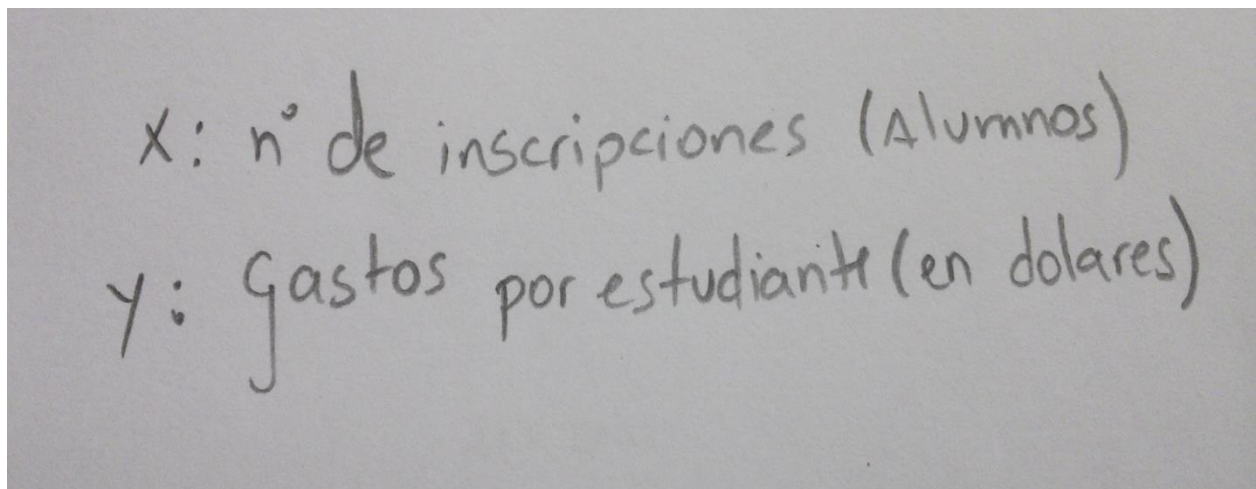 x: n° de inscripciones (Alumnos)
y: Gastos por estudiante (en dolares)